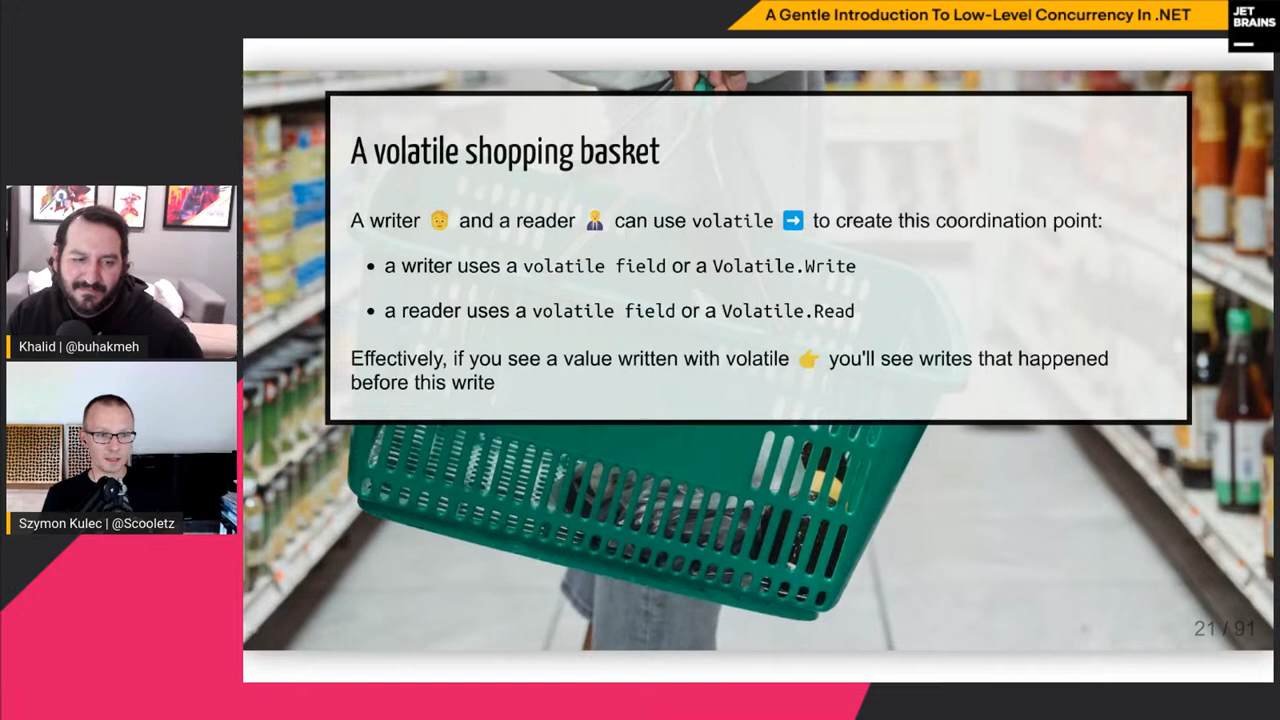 A Gentle Introduction To Low-Level Concurrency In .NET
JET
BRAINS
A volatile shopping basket
A writer 🧑 and a reader 🧑‍💼 can use volatile ➡️ to create this coordination point:
• a writer uses a volatile field or a Volatile.Write
• a reader uses a volatile field or a Volatile.Read
Effectively, if you see a value written with volatile 👉 you'll see writes that happened
before this write
Khalid | @buhakmeh
Szymon Kulec | @Scooletz
21 / 91